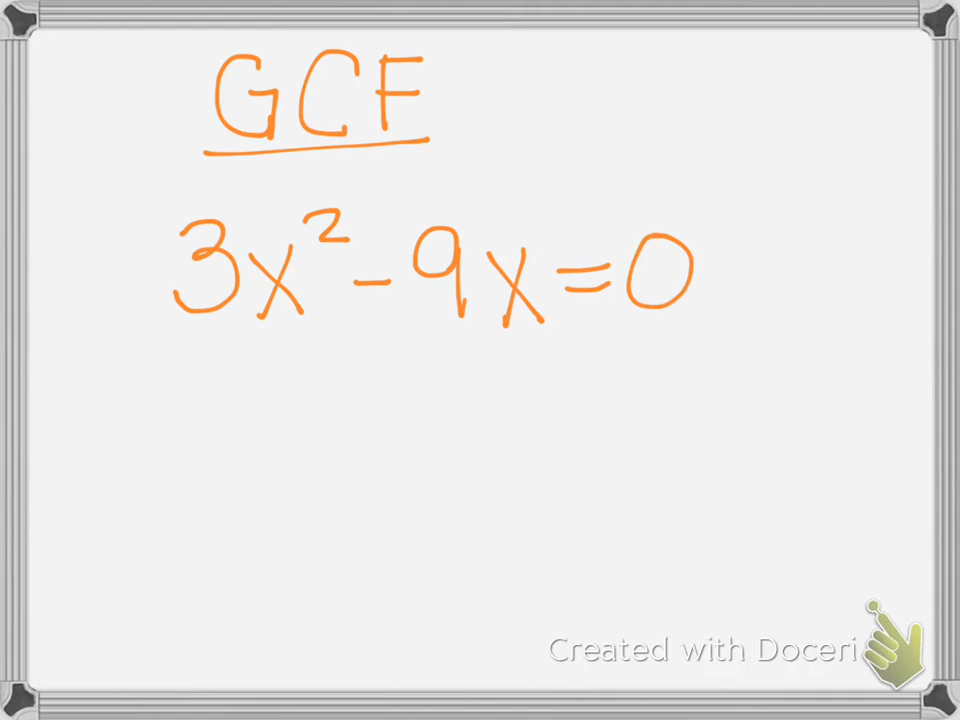 GCF
3x² - 9x = 0
Created with Doceri